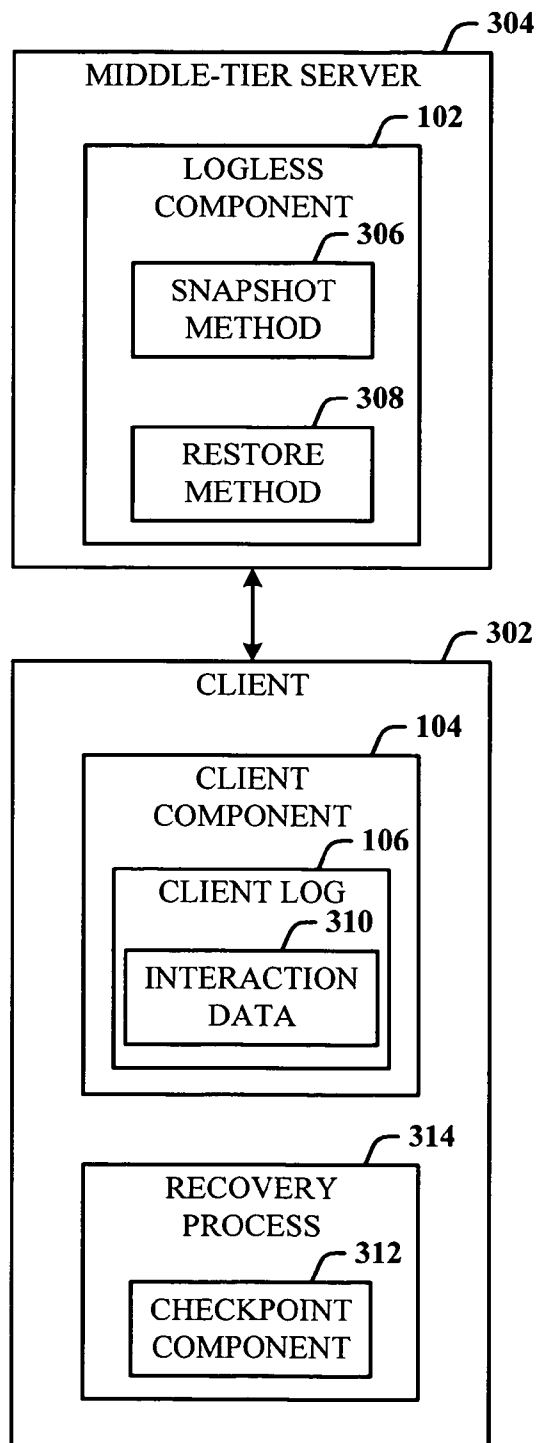 304
MIDDLE-TIER SERVER
102
LOGLESS
COMPONENT
306
SNAPSHOT
METHOD
308
RESTORE
METHOD
302
CLIENT
104
CLIENT
COMPONENT
106
CLIENT LOG
310
INTERACTION
DATA
314
RECOVERY
PROCESS
312
CHECKPOINT
COMPONENT